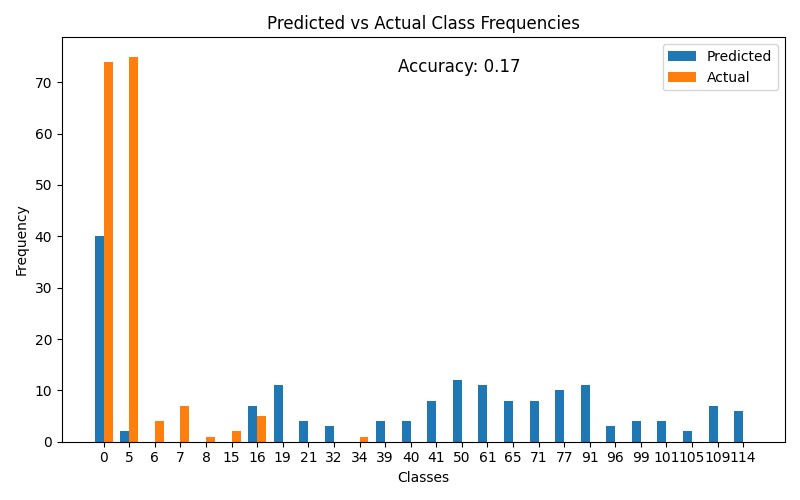 Predicted vs Actual Class Frequencies
Accuracy: 0.17
Predicted
Actual
70
60
50
40
30
20
10
0
Frequency
0 5 6 7 8 15 16 19 21 32 34 39 40 41 50 61 65 71 77 91 96 99 101 105 109 114
Classes